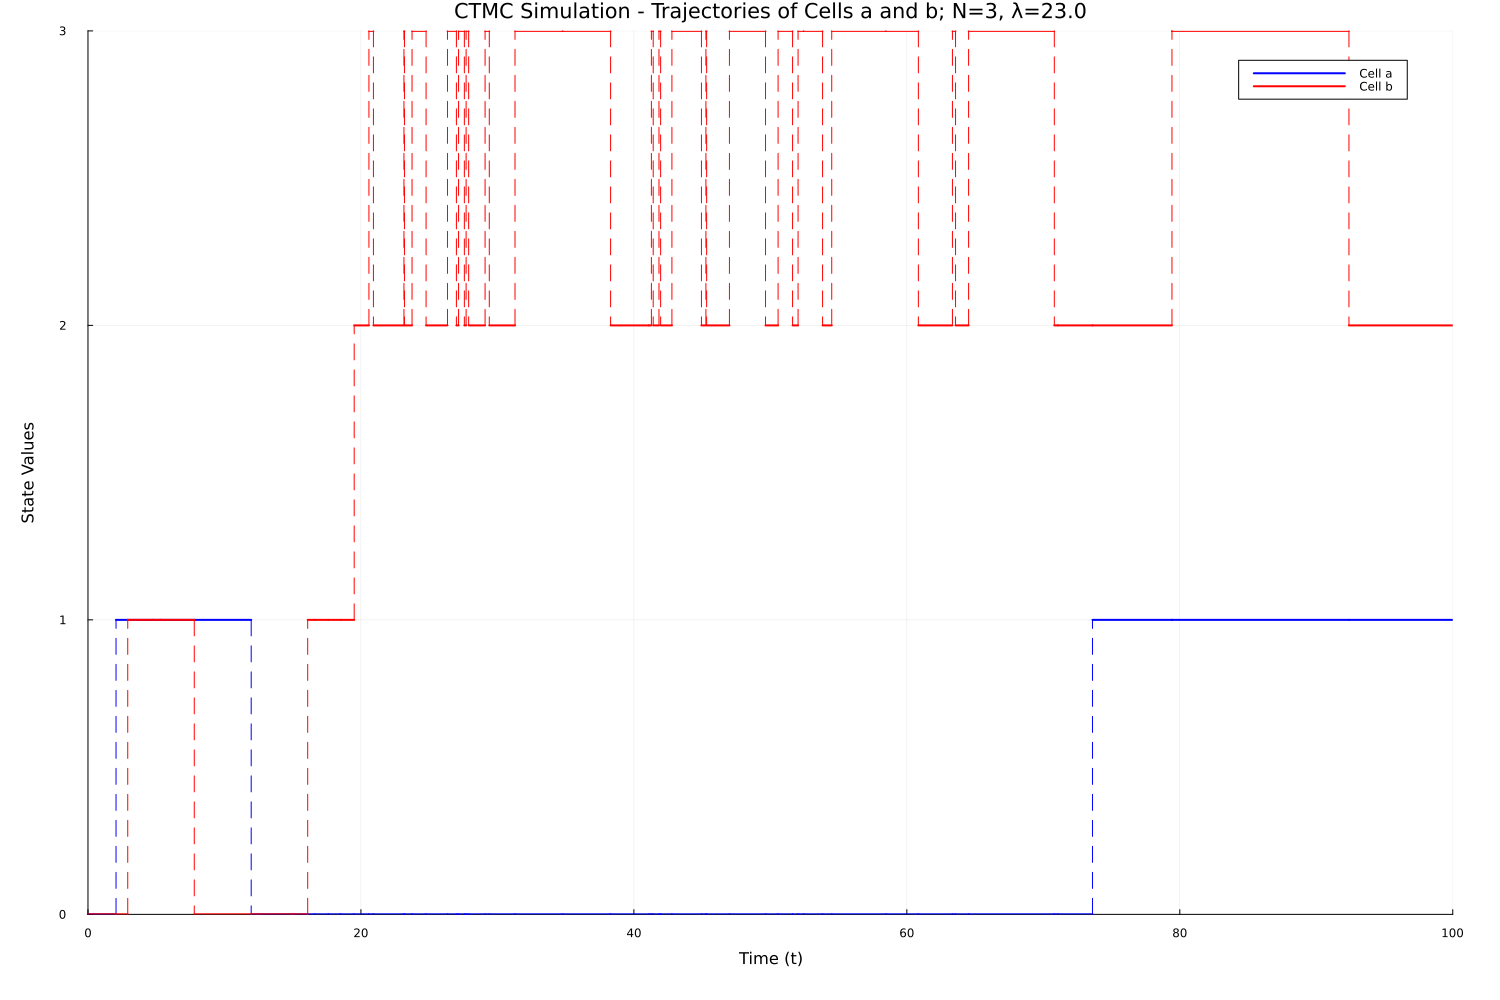 CTMC Simulation - Trajectories of Cells a and b; N=3, λ=23.0
3
Cell a
Cell b
2
State Values
1
0
0 20 40 60 80 100
Time (t)